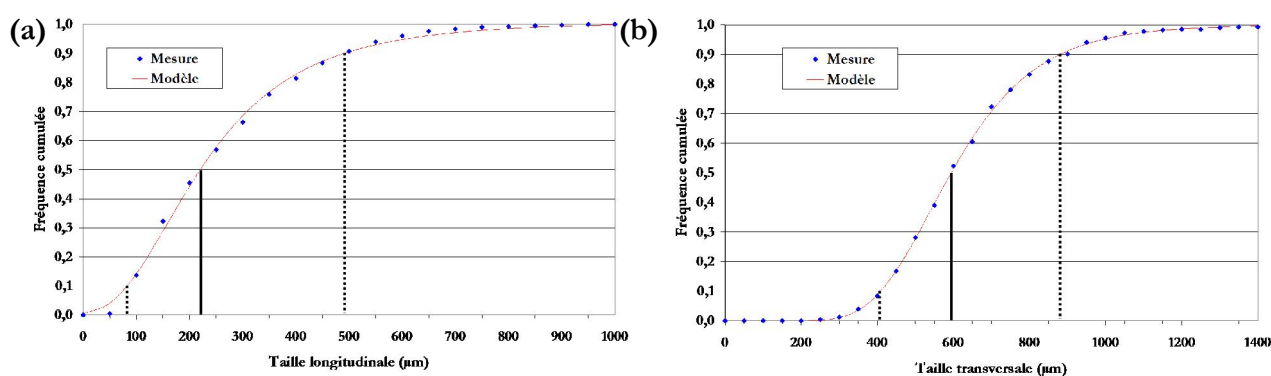 (a)
Fréquence cumulée
1,0
0,9
0,8
0,7
0,6
0,5
0,4
0,3
0,2
0,1
0,0
Mesure
Modèle
0 100 200 300 400 500 600 700 800 900 1000
Taille longitudinale (µm)
(b)
Fréquence cumulée
1,0
0,9
0,8
0,7
0,6
0,5
0,4
0,3
0,2
0,1
0,0
Mesure
Modèle
0 200 400 600 800 1000 1200 1400
Taille transversale (µm)